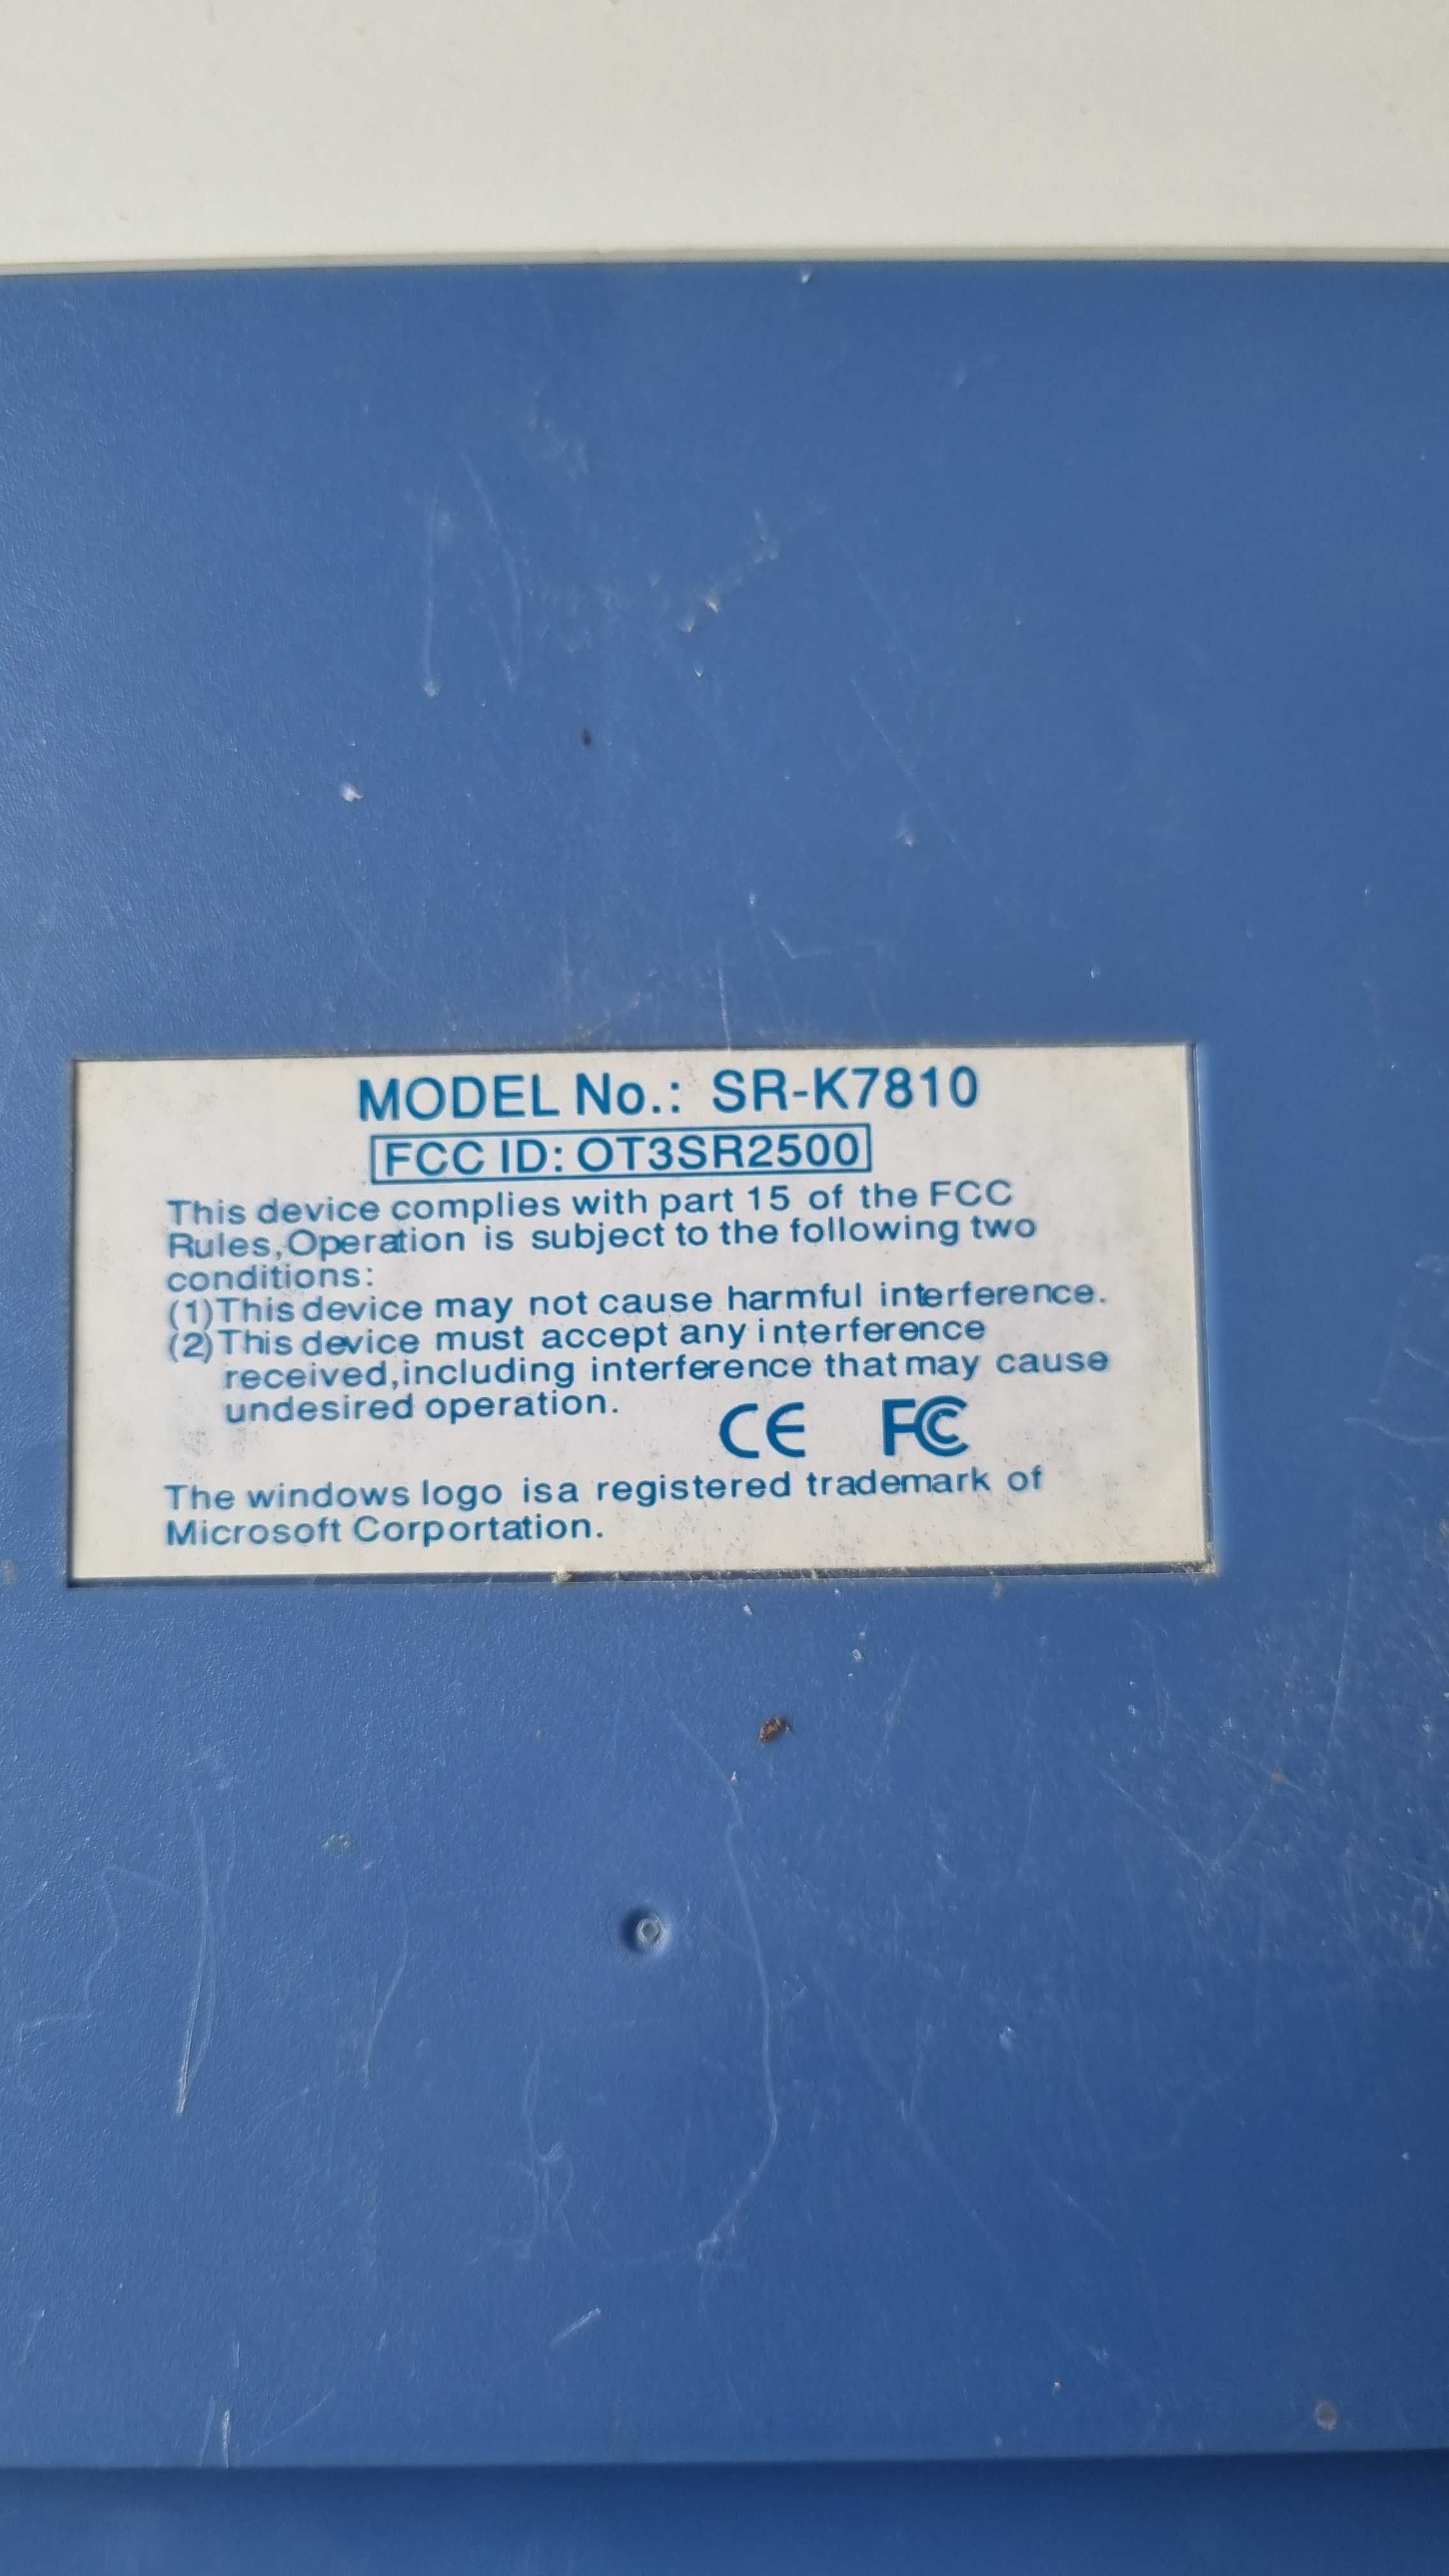 MODEL No.: SR-K7810
FCC ID: OT3SR2500
This device complies with part 15 of the FCC
Rules,Operation is subject to the following two
conditions:
(1)This device may not cause harmful interference.
(2)This device must accept any interference
received,including interference that may cause
undesired operation.
CE FC
The windows logo isa registered trademark of
Microsoft Corportation.